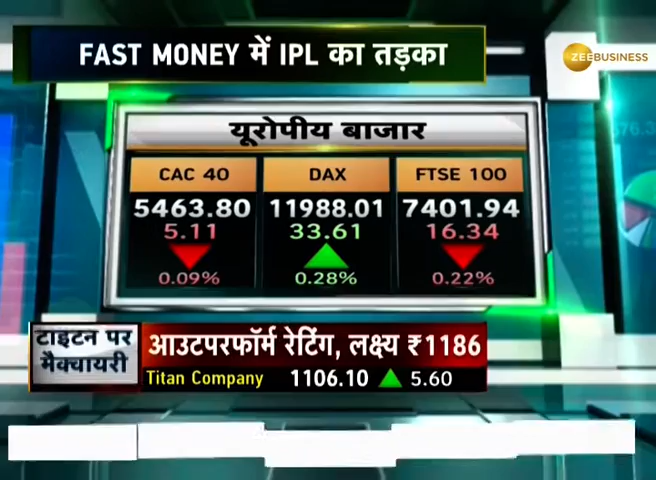 FAST MONEY में IPL का तड़का
ZEEBUSINESS
यूरोपीय बाजार
CAC 40 DAX FTSE 100
5463.80 11988.01 7401.94
5.11 33.61 16.34
0.09% 0.28% 0.22%
टाइटन पर
मैक्वायरी
आउटपरफॉर्म रेटिंग, लक्ष्य ₹1186
Titan Company 1106.10 5.60